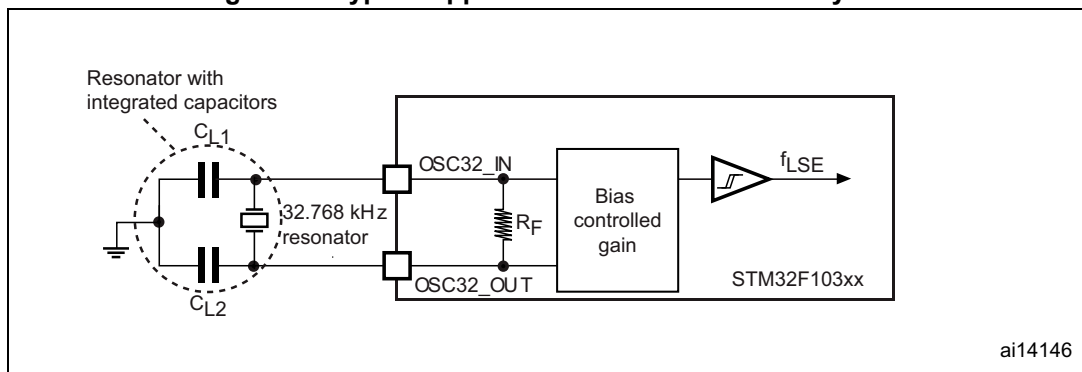 Resonator with
integrated capacitors
CL1
OSC32_IN
fLSE
32.768 kHz
resonator
RF
Bias
controlled
gain
OSC32_OUT
STM32F103xx
CL2
ai14146